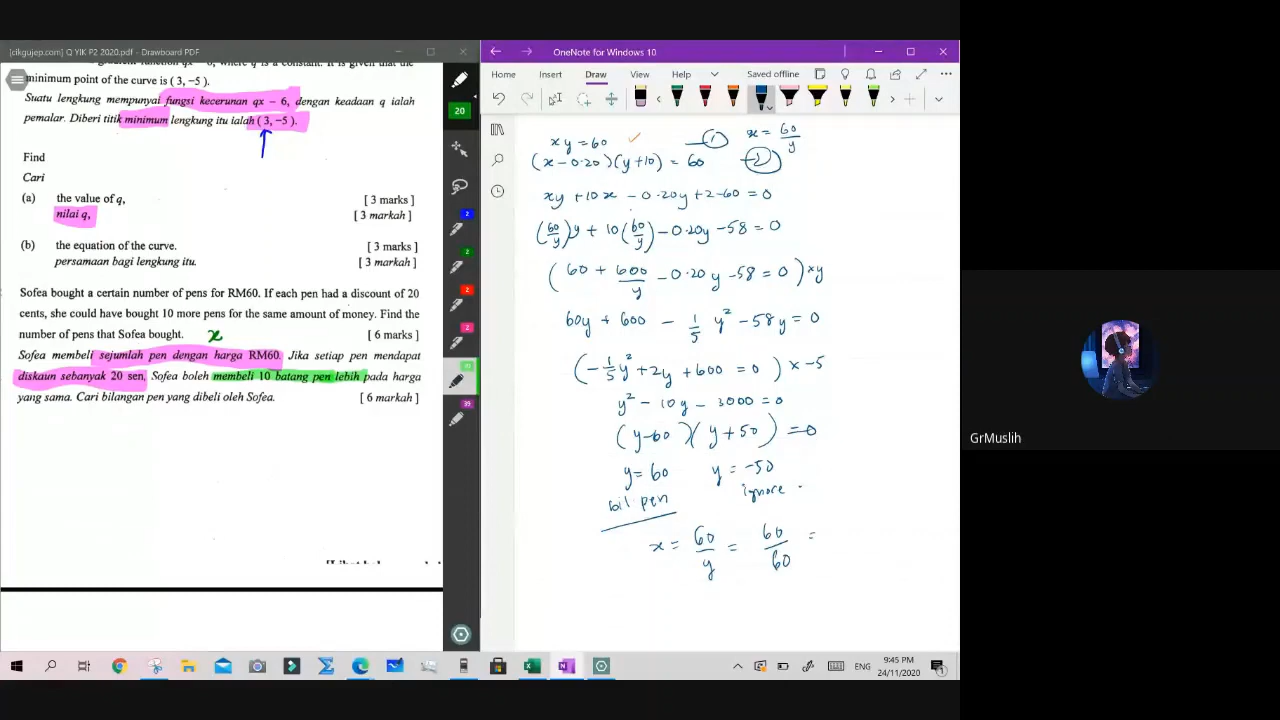 [cikgujep.com] Q YIK P2 2020.pdf - Drawboard PDF
minimum point of the curve is ( 3, −5 ).
Suatu lengkung mempunyai fungsi kecerunan qx − 6, dengan keadaan q ialah
pemalar. Diberi titik minimum lengkung itu ialah ( 3, −5 ).
Find
Cari
(a) the value of q, [ 3 marks ]
nilai q, [ 3 markah ]
(b) the equation of the curve. [ 3 marks ]
persamaan bagi lengkung itu. [ 3 markah ]
Sofea bought a certain number of pens for RM60. If each pen had a discount of 20
cents, she could have bought 10 more pens for the same amount of money. Find the
number of pens that Sofea bought. x [ 6 marks ]
Sofea membeli sejumlah pen dengan harga RM60. Jika setiap pen mendapat
diskaun sebanyak 20 sen, Sofea boleh membeli 10 batang pen lebih pada harga
yang sama. Cari bilangan pen yang dibeli oleh Sofea. [ 6 markah ]
20
2
2
2
2
31
35
OneNote for Windows 10
Home Insert Draw View Help Saved offline
xy = 60 ✓ — 1 x = 60/y
(x − 0.20)(y + 10) = 60 — 2
xy + 10x − 0.20y + 2 − 60 = 0
(60/y)y + 10(60/y) − 0.20y − 58 = 0
(60 + 600/y − 0.20y − 58 = 0) × y
60y + 600 − 1/5 y² − 58y = 0
(−1/5 y² + 2y + 600 = 0) × −5
y² − 10y − 3000 = 0
(y − 60)(y + 50) = 0
y = 60 y = −50
bil. pen ignore.
x = 60/y = 60/60 =
GrMuslih
ENG
9:45 PM
24/11/2020